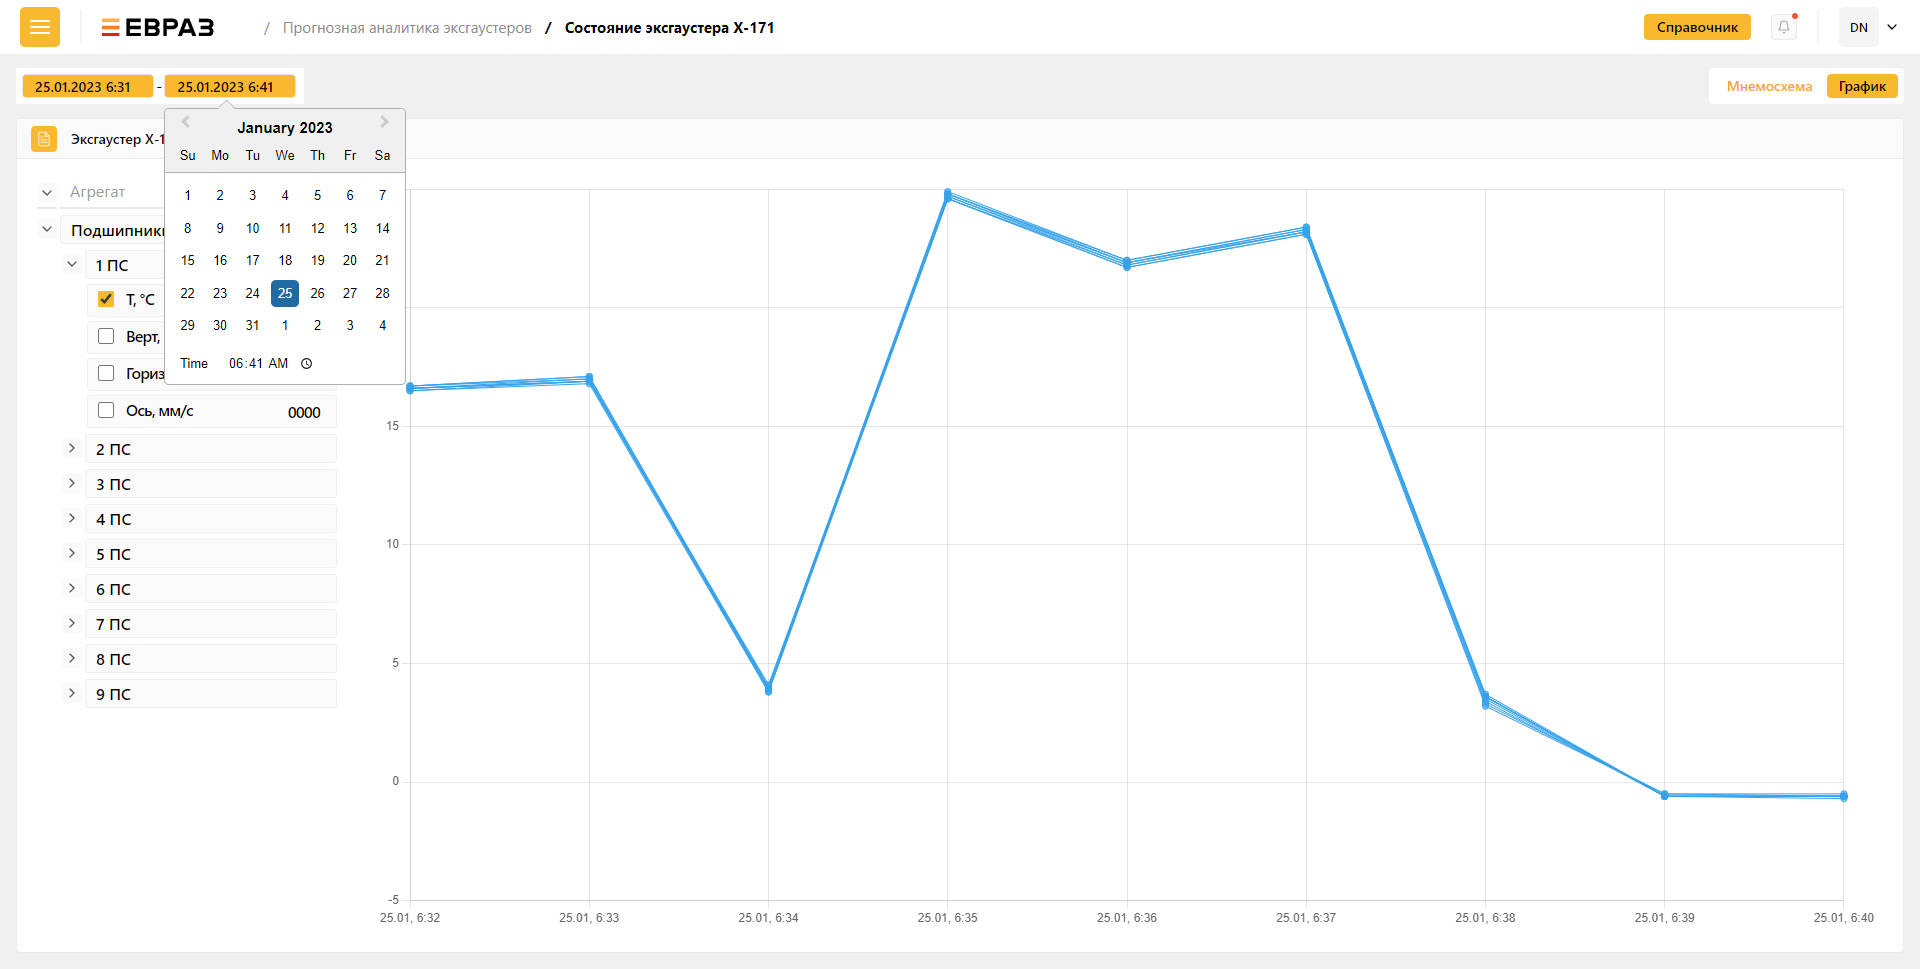 ЕВРАЗ / Прогнозная аналитика эксгаустеров / Состояние эксгаустера X-171 Справочник DN
25.01.2023 6:31 - 25.01.2023 6:41 Мнемосхема График
Эксгаустер X-1
January 2023
Su Mo Tu We Th Fr Sa
1 2 3 4 5 6 7
8 9 10 11 12 13 14
15 16 17 18 19 20 21
22 23 24 25 26 27 28
29 30 31 1 2 3 4
Time 06:41 AM
Агрегат
Подшипники
1 ПС
T, °C
Верт,
Гориз
Ось, мм/с 0000
2 ПС
3 ПС
4 ПС
5 ПС
6 ПС
7 ПС
8 ПС
9 ПС
15
10
5
0
-5
25.01, 6:32 25.01, 6:33 25.01, 6:34 25.01, 6:35 25.01, 6:36 25.01, 6:37 25.01, 6:38 25.01, 6:39 25.01, 6:40